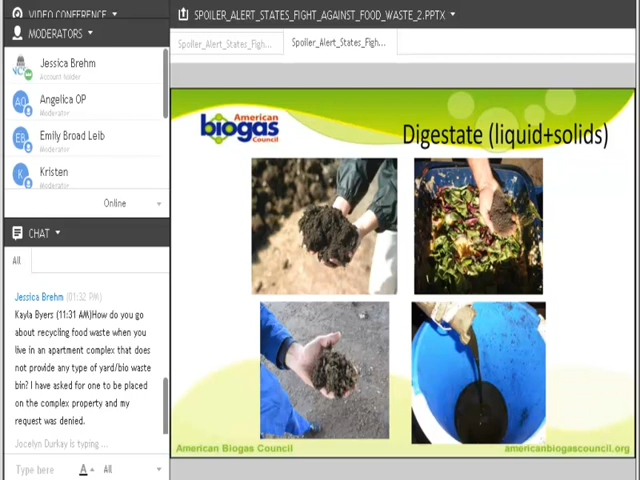 VIDEO CONFERENCE
MODERATORS
Jessica Brehm
Account holder
AO
Angelica OP
Moderator
EB
Emily Broad Leib
Moderator
K
Kristen
Moderator
Online
CHAT
All
Jessica Brehm (01:32 PM)
Kayla Byers (11:31 AM)How do you go
about recycling food waste when you
live in an apartment complex that does
not provide any type of yard/bio waste
bin? I have asked for one to be placed
on the complex property and my
request was denied.
Jocelyn Durkay is typing ...
Type here
A
All
SPOILER_ALERT_STATES_FIGHT_AGAINST_FOOD_WASTE_2.PPTX
Spoiler_Alert_States_Figh...
Spoiler_Alert_States_Figh...
American
biogas
Council
Digestate (liquid+solids)
American Biogas Council
americanbiogascouncil.org